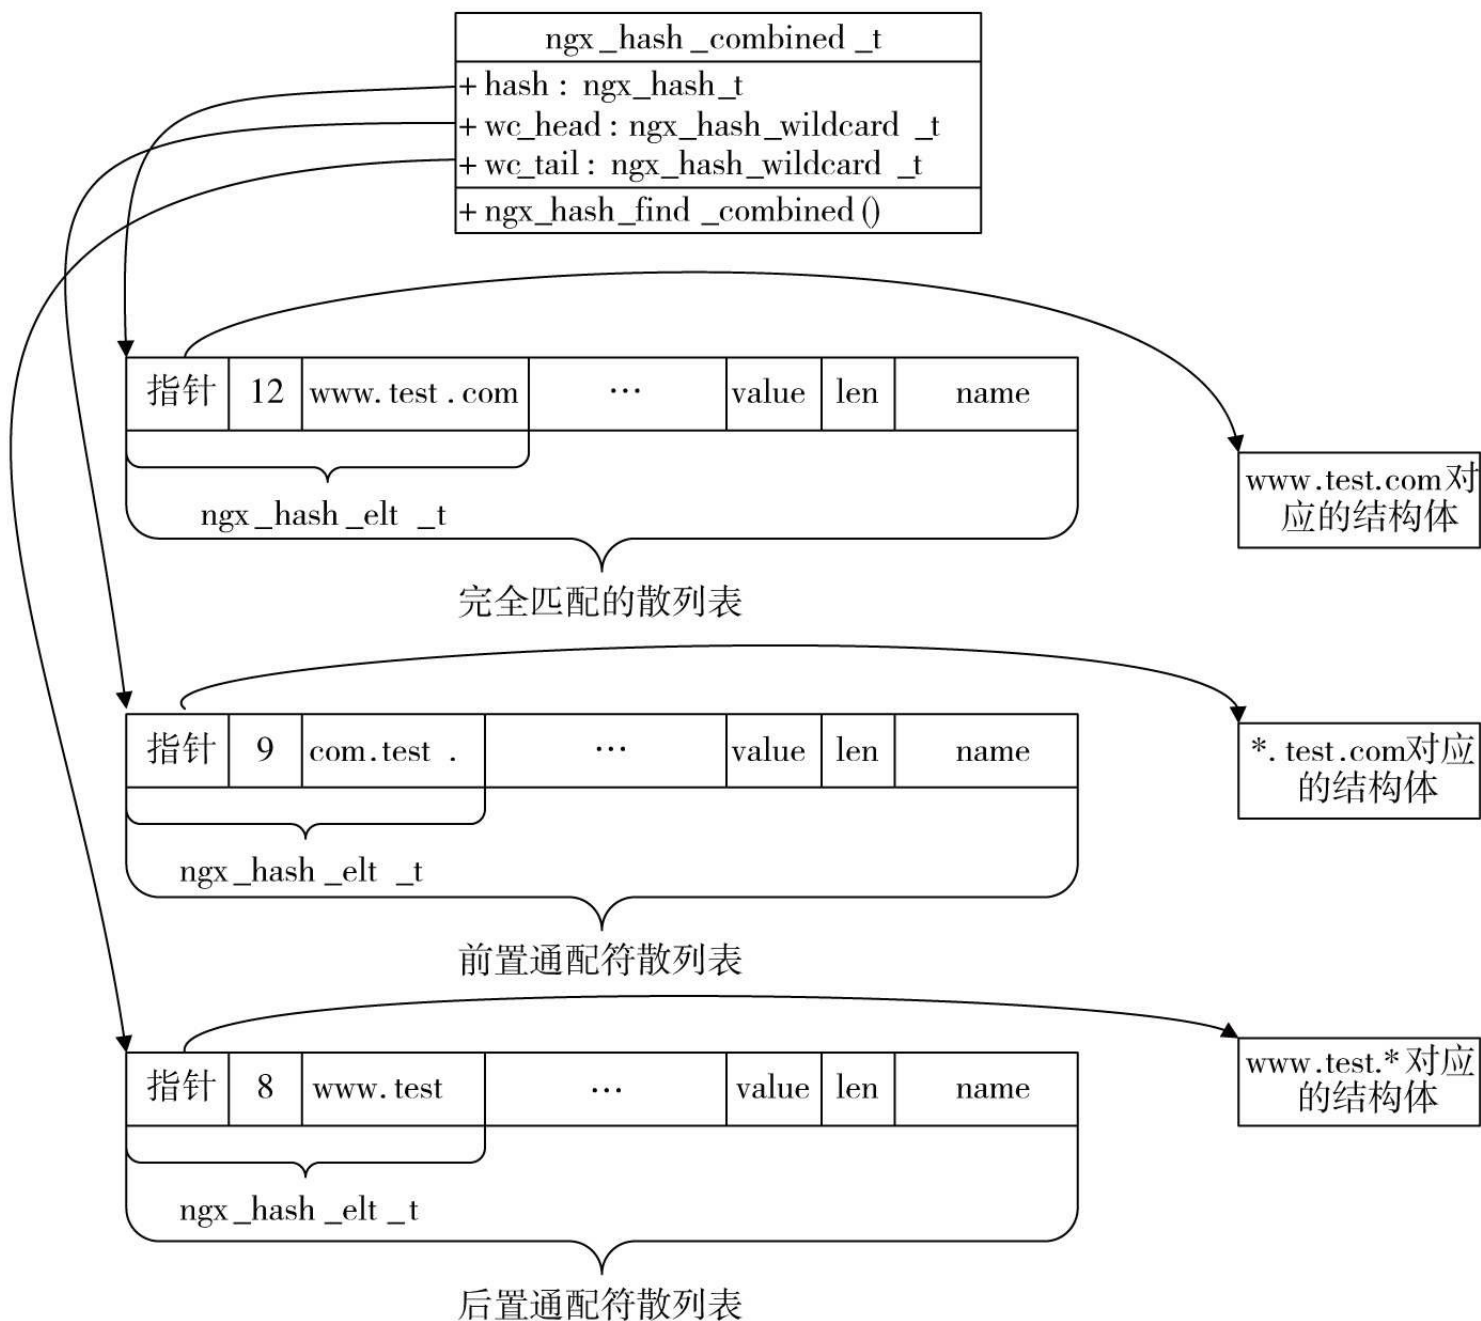 ngx_hash_combined_t
+ hash: ngx_hash_t
+ wc_head: ngx_hash_wildcard_t
+ wc_tail: ngx_hash_wildcard_t
+ ngx_hash_find_combined()
指针 12 www.test.com … value len name
ngx_hash_elt_t
www.test.com对
应的结构体
完全匹配的散列表
指针 9 com.test. … value len name
*.test.com对应
的结构体
ngx_hash_elt_t
前置通配符散列表
指针 8 www.test … value len name
www.test.*对应
的结构体
ngx_hash_elt_t
后置通配符散列表